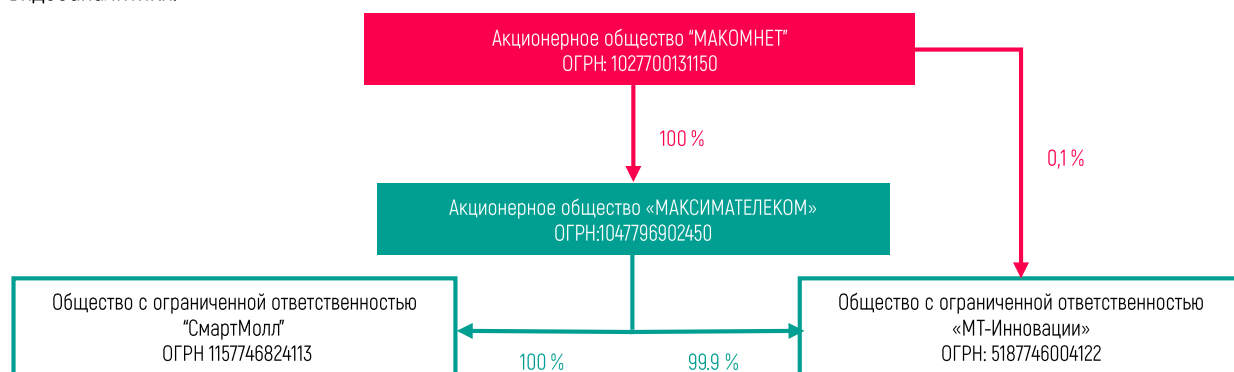 Акционерное общество “МАКОМНЕТ”
ОГРН: 1027700131150
100 %
0,1 %
Акционерное общество «МАКСИМАТЕЛЕКОМ»
ОГРН:1047796902450
Общество с ограниченной ответственностью
“СмартМолл”
ОГРН 1157746824113
Общество с ограниченной ответственностью
«МТ-Инновации»
ОГРН: 5187746004122
100 %
99.9 %